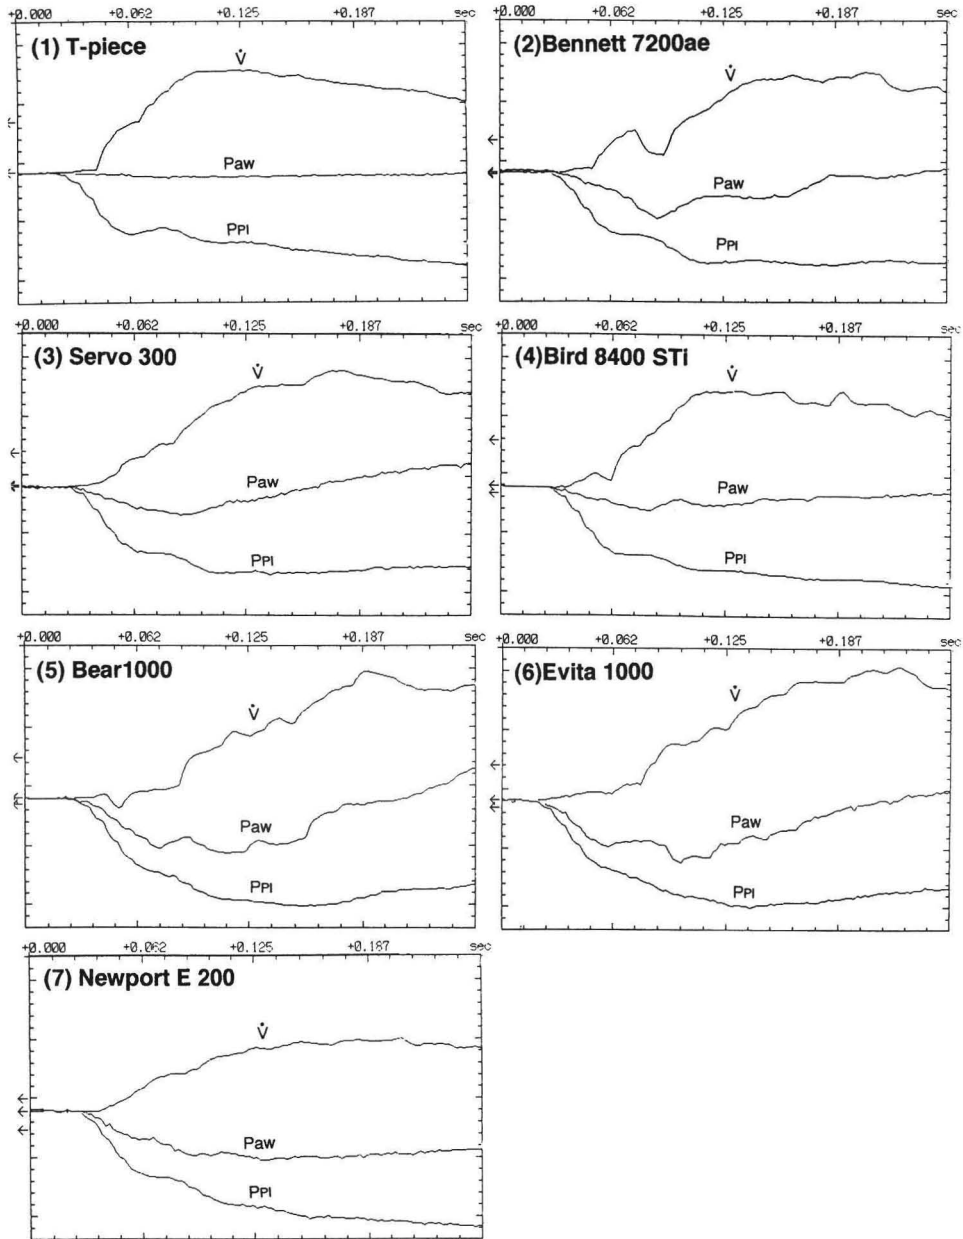 +0.000 +0.062 +0.125 +0.187 sec
(1) T-piece
V̇
Paw
PPl
+0.000 +0.062 +0.125 +0.187 sec
(2)Bennett 7200ae
V̇
Paw
PPl
+0.000 +0.062 +0.125 +0.187 sec
(3) Servo 300
V̇
Paw
PPl
+0.000 +0.062 +0.125 +0.187 sec
(4)Bird 8400 STi
V̇
Paw
PPl
+0.000 +0.062 +0.125 +0.187 sec
(5) Bear1000
V̇
Paw
PPl
+0.000 +0.062 +0.125 +0.187 sec
(6)Evita 1000
V̇
Paw
PPl
+0.000 +0.062 +0.125 +0.187 sec
(7) Newport E 200
V̇
Paw
PPl